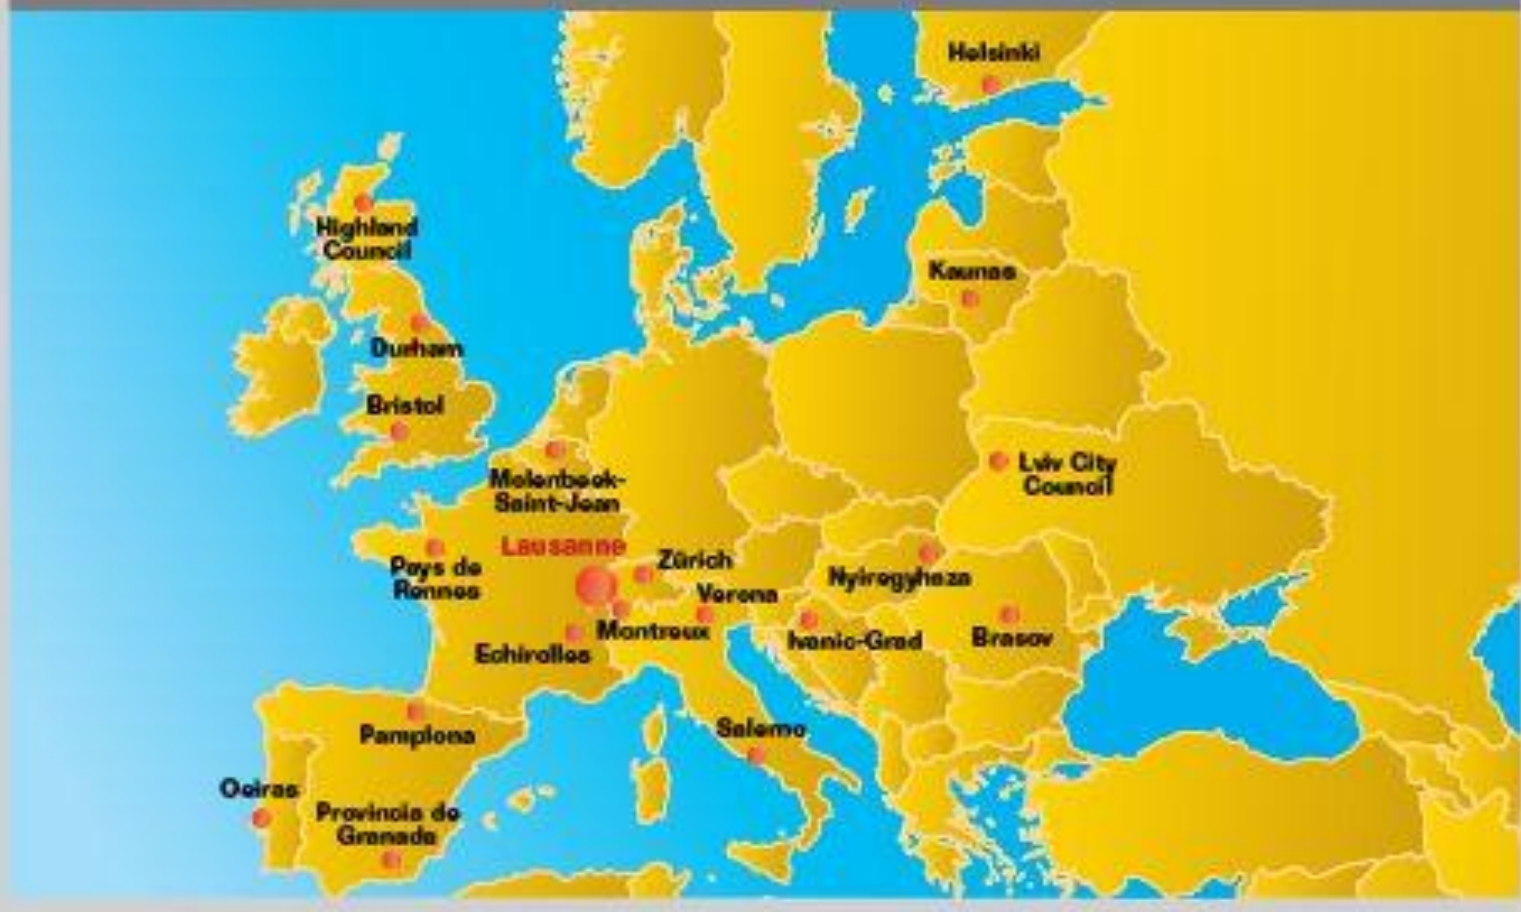 Helsinki
Highland
Council
Kaunas
Durham
Bristol
Lviv City
Council
Molenbeek-
Saint-Jean
Lausanne
Zürich
Pays de
Rennes
Nyiregyhaza
Verona
Montreux
Ivanic-Grad
Brasov
Echirolles
Pamplona
Salerno
Oeiras
Provincia de
Granada